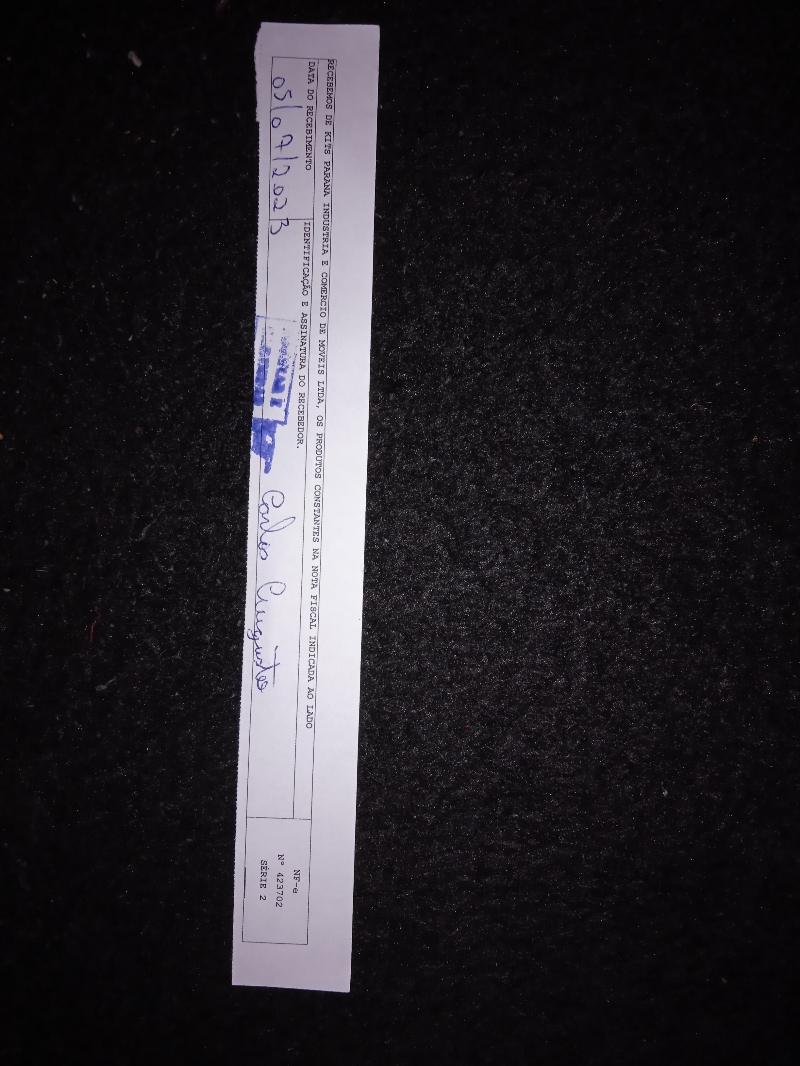 RECEBEMOS DE KITS PARANA INDUSTRIA E COMERCIO DE MOVEIS LTDA, OS PRODUTOS CONSTANTES NA NOTA FISCAL INDICADA AO LADO
DATA DO RECEBIMENTO
05/07/2023
IDENTIFICAÇÃO E ASSINATURA DO RECEBEDOR.
Carlos Augusto
NF-e
Nº 423702
SÉRIE 2